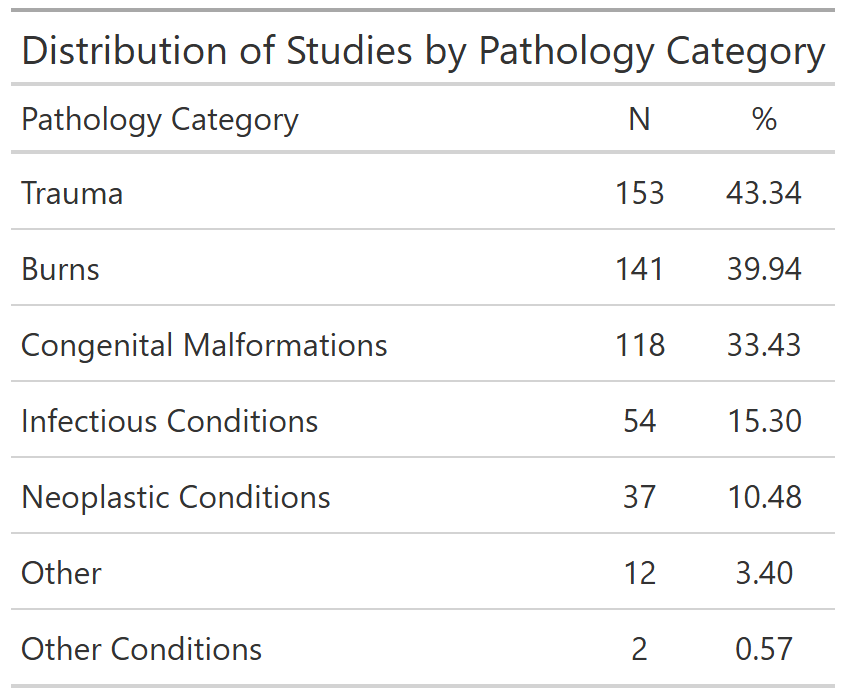 Distribution of Studies by Pathology Category
Pathology Category N %
Trauma 153 43.34
Burns 141 39.94
Congenital Malformations 118 33.43
Infectious Conditions 54 15.30
Neoplastic Conditions 37 10.48
Other 12 3.40
Other Conditions 2 0.57